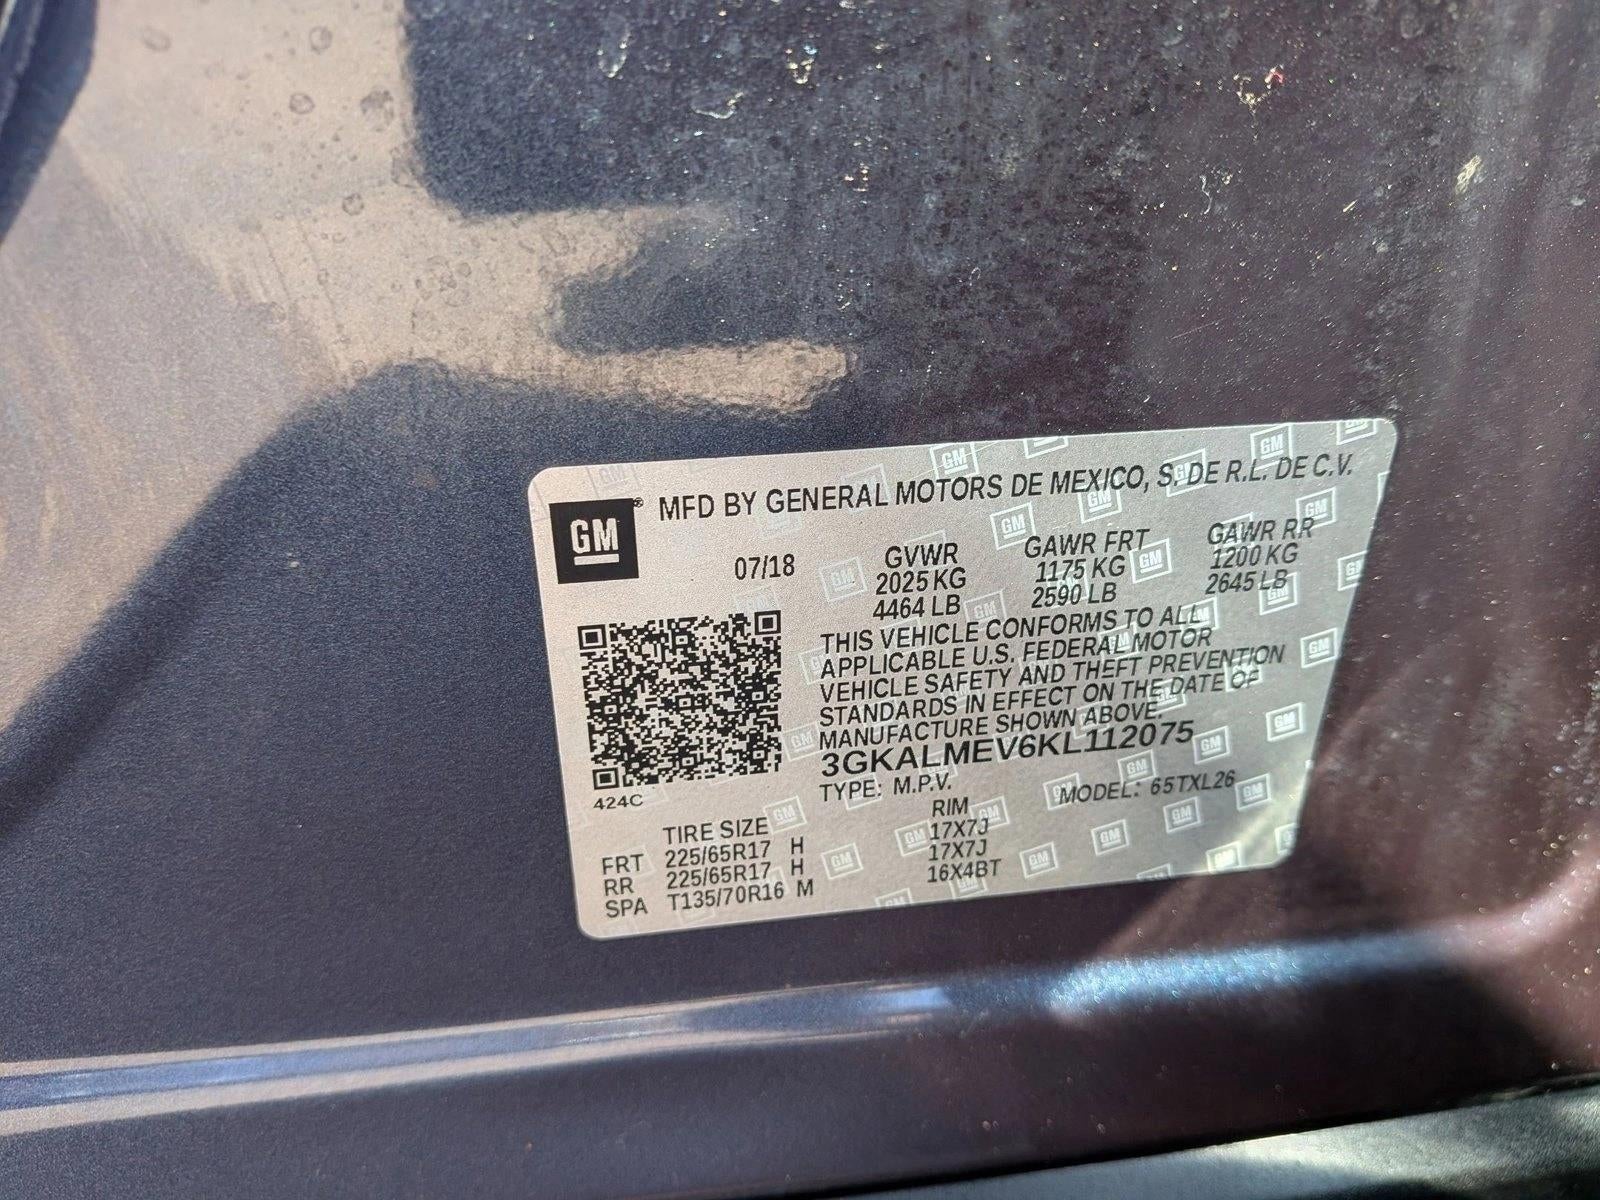 GM® MFD BY GENERAL MOTORS DE MEXICO, S. DE R.L. DE C.V.
07/18 GVWR GAWR FRT GAWR RR
2025 KG 1175 KG 1200 KG
4464 LB 2590 LB 2645 LB
THIS VEHICLE CONFORMS TO ALL
APPLICABLE U.S. FEDERAL MOTOR
VEHICLE SAFETY AND THEFT PREVENTION
STANDARDS IN EFFECT ON THE DATE OF
MANUFACTURE SHOWN ABOVE.
3GKALMEV6KL112075
TYPE: M.P.V. MODEL: 65TXL26
424C
TIRE SIZE RIM
FRT 225/65R17 H 17X7J
RR 225/65R17 H 17X7J
SPA T135/70R16 M 16X4BT